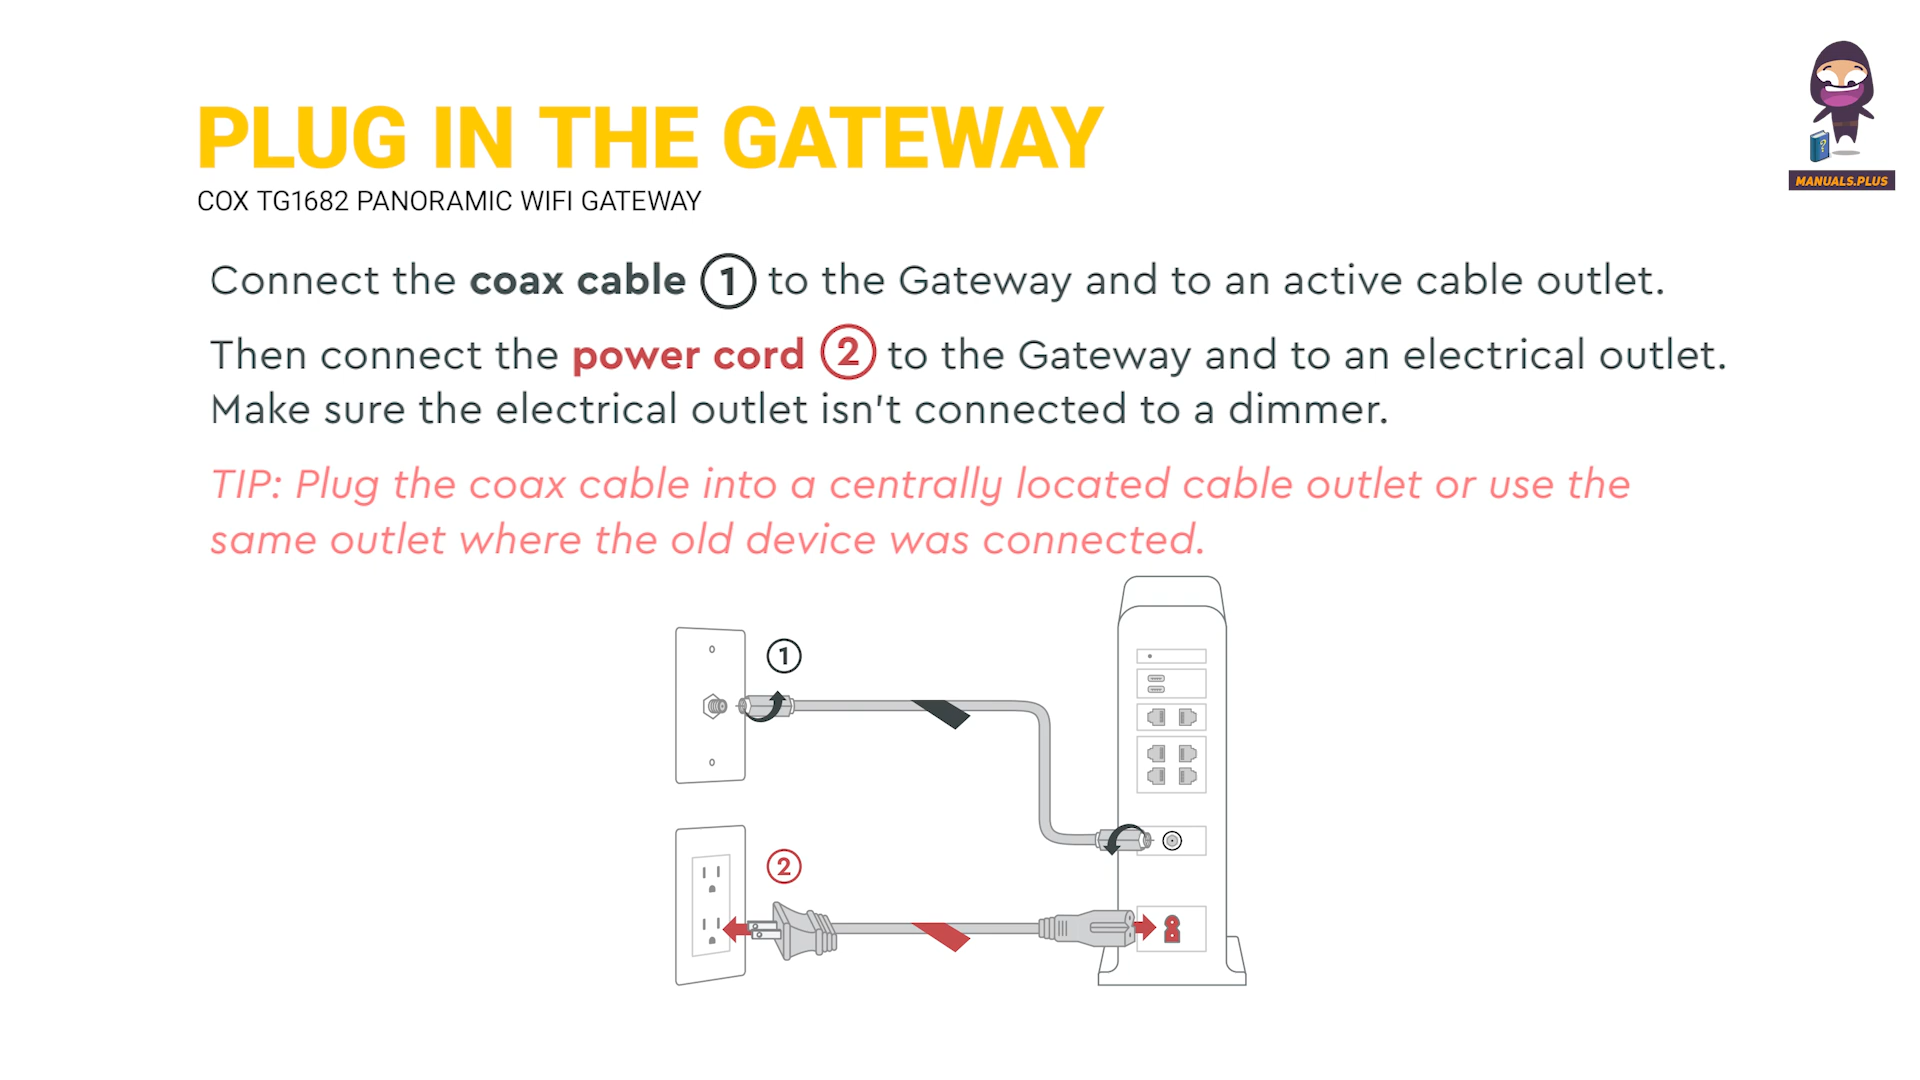 PLUG IN THE GATEWAY
COX TG1682 PANORAMIC WIFI GATEWAY
MANUALS.PLUS
Connect the coax cable 1 to the Gateway and to an active cable outlet.
Then connect the power cord 2 to the Gateway and to an electrical outlet.
Make sure the electrical outlet isn't connected to a dimmer.
TIP: Plug the coax cable into a centrally located cable outlet or use the
same outlet where the old device was connected.
1
2